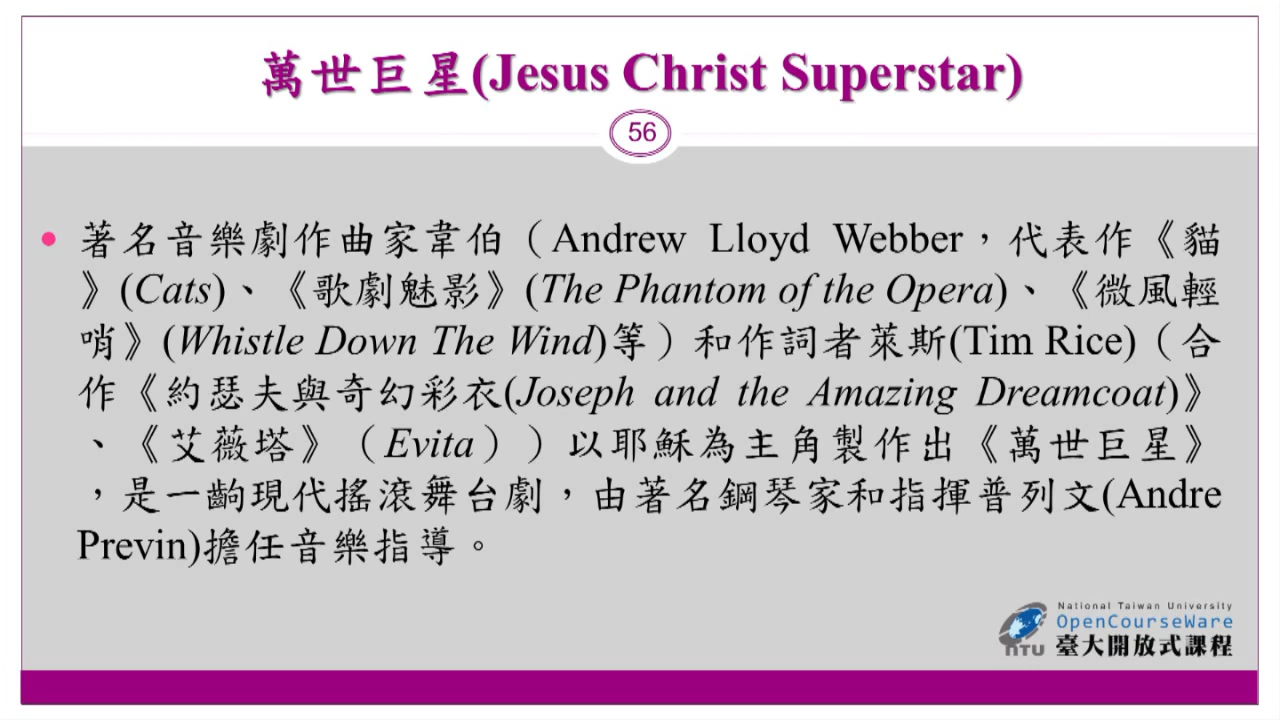 萬世巨星(Jesus Christ Superstar)
56
• 著名音樂劇作曲家韋伯（Andrew Lloyd Webber，代表作《貓
》(Cats)、《歌劇魅影》(The Phantom of the Opera)、《微風輕
哨》(Whistle Down The Wind)等）和作詞者萊斯(Tim Rice)（合
作《約瑟夫與奇幻彩衣(Joseph and the Amazing Dreamcoat)》
、《艾薇塔》（Evita））以耶穌為主角製作出《萬世巨星》
，是一齣現代搖滾舞台劇，由著名鋼琴家和指揮普列文(Andre
Previn)擔任音樂指導。
National Taiwan University
OpenCourseWare
NTU 臺大開放式課程